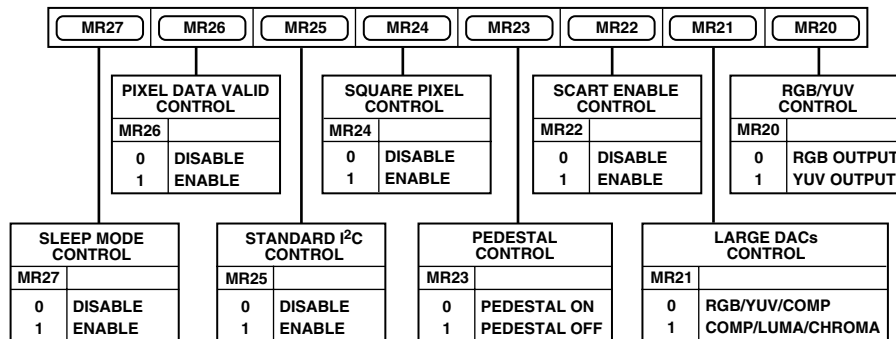 MR27 MR26 MR25 MR24 MR23 MR22 MR21 MR20
PIXEL DATA VALID
CONTROL
MR26
0 DISABLE
1 ENABLE
SQUARE PIXEL
CONTROL
MR24
0 DISABLE
1 ENABLE
SCART ENABLE
CONTROL
MR22
0 DISABLE
1 ENABLE
RGB/YUV
CONTROL
MR20
0 RGB OUTPUT
1 YUV OUTPUT
SLEEP MODE
CONTROL
MR27
0 DISABLE
1 ENABLE
STANDARD I²C
CONTROL
MR25
0 DISABLE
1 ENABLE
PEDESTAL
CONTROL
MR23
0 PEDESTAL ON
1 PEDESTAL OFF
LARGE DACs
CONTROL
MR21
0 RGB/YUV/COMP
1 COMP/LUMA/CHROMA